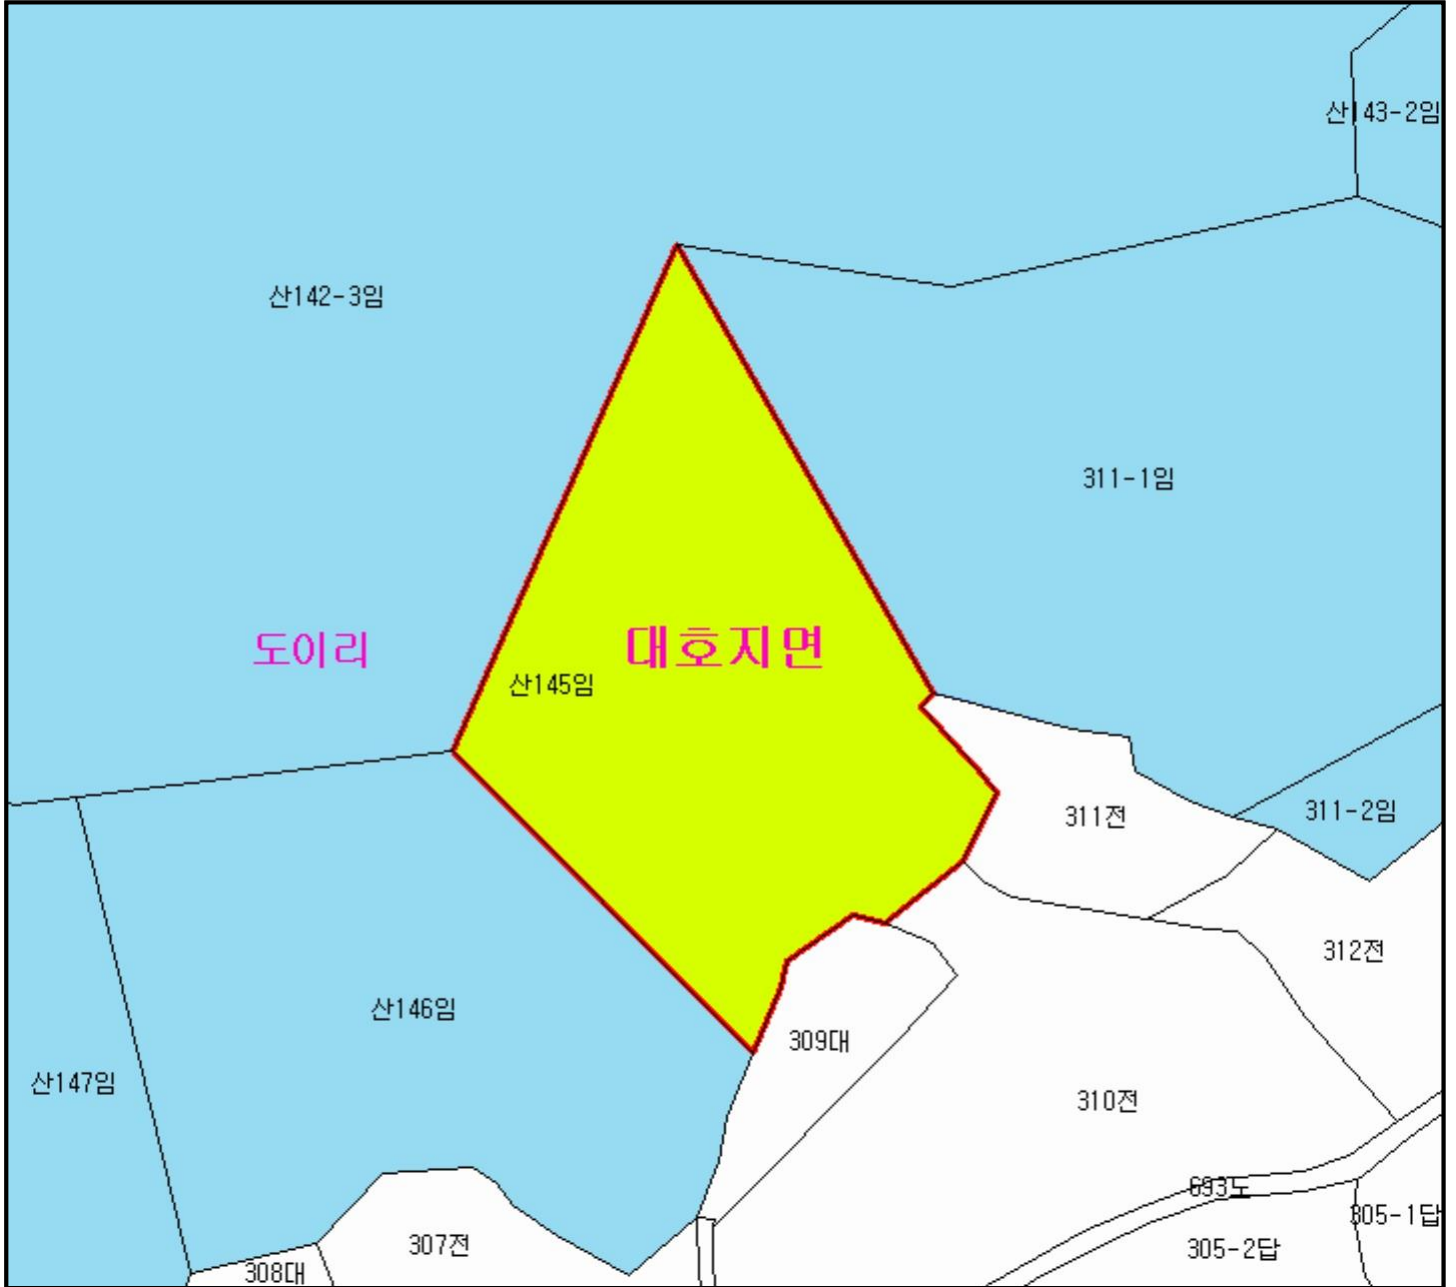 산143-2임
산142-3임
311-1임
도이리
대호지면
산145임
311-2임
311전
312전
산146임
309대
산147임
310전
693도
305-1답
307전
305-2답
308대